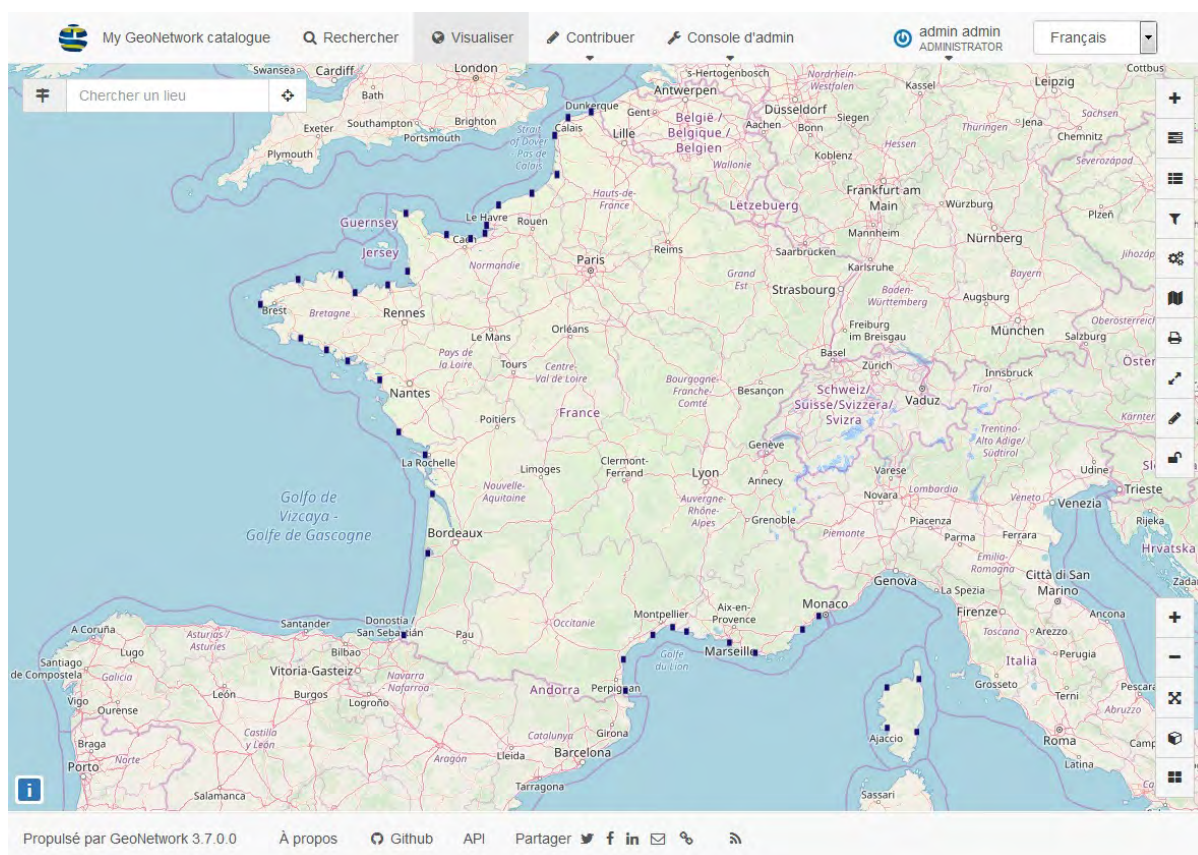 My GeoNetwork catalogue
Rechercher
Visualiser
Contribuer
Console d'admin
admin admin
ADMINISTRATOR
Français
Chercher un lieu
Swansea
Cardiff
London
Bath
Exeter
Southampton
Brighton
Portsmouth
Plymouth
Strait
of Dover
- Pas de
Calais
's-Hertogenbosch
Antwerpen
Dunkerque
Gent
Calais
Lille
België /
Belgique /
Belgien
Wallonie
Nordrhein-
Westfalen
Düsseldorf
Aachen
Bonn
Siegen
Koblenz
Kassel
Hessen
Thüringen
Jena
Leipzig
Cottbus
Sachsen
Chemnitz
Severozápad
Frankfurt am
Main
Würzburg
Plzeň
Mannheim
Nürnberg
Lëtzebuerg
Hauts-de-
France
Guernsey
Jersey
Le Havre
Rouen
Caen
Normandie
Paris
Reims
Saarbrücken
Karlsruhe
Bayern
Grand
Est
Strasbourg
Baden-
Württemberg
Augsburg
Oberösterreich
München
Salzburg
Brest
Bretagne
Rennes
Le Mans
Orléans
Freiburg
im Breisgau
Basel
Zürich
Innsbruck
Tirol
Öster
Pays de
la Loire
Tours
Centre-
Val de Loire
Bourgogne-
Franche-
Comté
Besançon
Schweiz/
Suisse/Svizzera/
Svizra
Vaduz
Nantes
Poitiers
France
Trentino-
Alto Adige/
Südtirol
Genève
La Rochelle
Limoges
Clermont-
Ferrand
Lyon
Annecy
Varese
Udine
Trieste
Nouvelle-
Aquitaine
Auvergne-
Rhône-
Alpes
Grenoble
Novara
Lombardia
Veneto
Venezia
Rijeka
Golfo de
Vizcaya -
Golfe de Gascogne
Bordeaux
Piemonte
Piacenza
Parma
Ferrara
Hrvatska
Emilia-
Romagna
Genova
La Spezia
Città di San
Marino
Monaco
Firenze
Ancona
Montpellier
Aix-en-
Provence
Marseille
Occitanie
Golfe
du Lion
Toscana
Arezzo
Perugia
Italia
A Coruña
Lugo
Asturias /
Asturies
Santander
Donostia
San Sebastián
Bilbao
Pau
Santiago
de Compostela
Galicia
Vitoria-Gasteiz
Navarra
Nafarroa
Andorra
Perpignan
Grosseto
Terni
Pescara
Abruzzo
Vigo
Ourense
León
Burgos
Logroño
Castilla
y León
Catalunya
Girona
Ajaccio
Roma
Braga
Norte
Porto
Aragón
Lleida
Barcelona
Latina
Salamanca
Tarragona
Sassari
Propulsé par GeoNetwork 3.7.0.0
À propos
Github
API
Partager